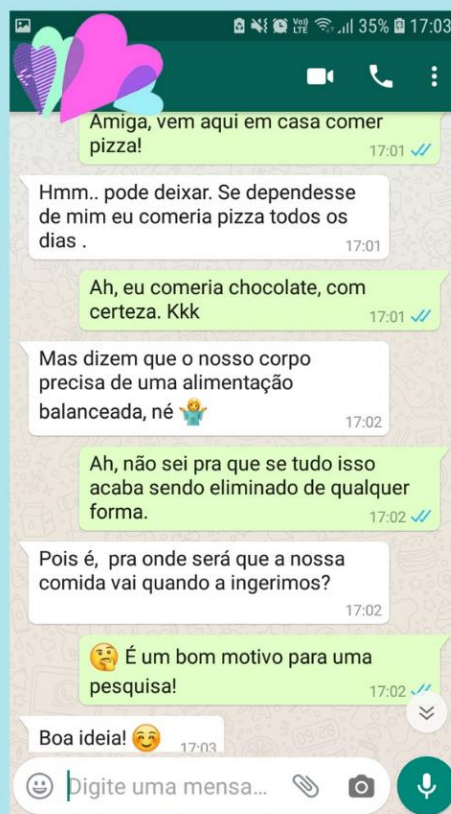 Vo)) LTE 35% 17:03
Amiga, vem aqui em casa comer
pizza!
17:01
Hmm.. pode deixar. Se dependesse
de mim eu comeria pizza todos os
dias .
17:01
Ah, eu comeria chocolate, com
certeza. Kkk
17:01
Mas dizem que o nosso corpo
precisa de uma alimentação
balanceada, né 🤷‍♀️
17:02
Ah, não sei pra que se tudo isso
acaba sendo eliminado de qualquer
forma.
17:02
Pois é, pra onde será que a nossa
comida vai quando a ingerimos?
17:02
🤔 É um bom motivo para uma
pesquisa!
17:02
Boa ideia! ☺️
17:03
Digite uma mensa...